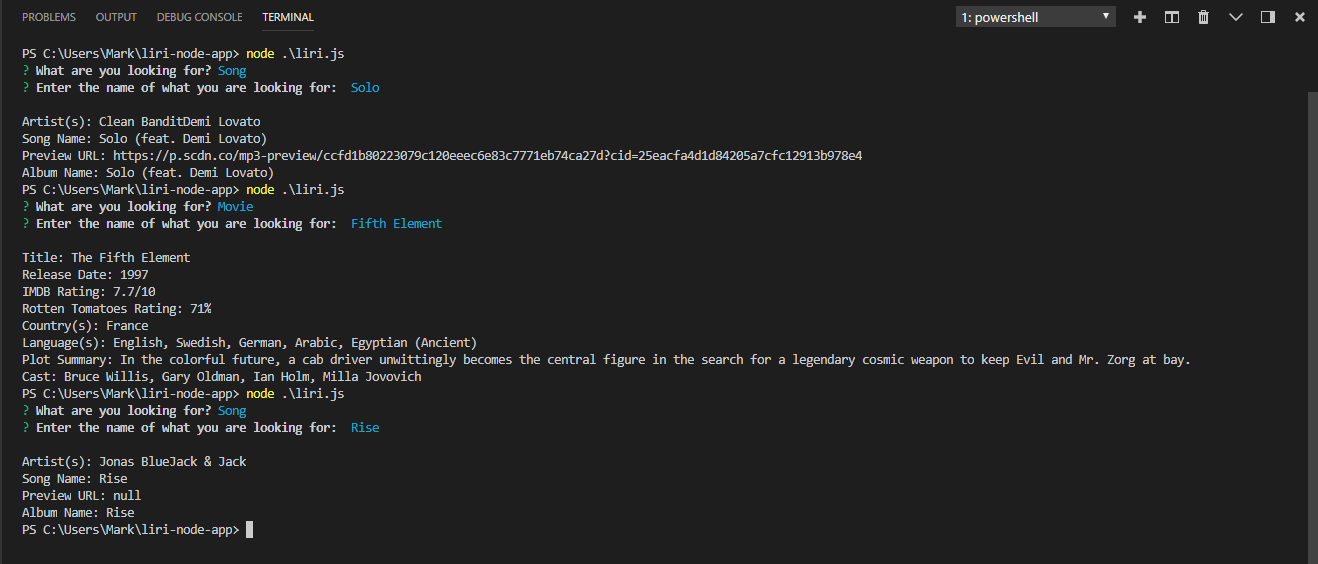 PROBLEMS OUTPUT DEBUG CONSOLE TERMINAL 1: powershell
PS C:\Users\Mark\liri-node-app> node .\liri.js
? What are you looking for? Song
? Enter the name of what you are looking for:  Solo
Artist(s): Clean BanditDemi Lovato
Song Name: Solo (feat. Demi Lovato)
Preview URL: https://p.scdn.co/mp3-preview/ccfd1b80223079c120eeec6e83c7771eb74ca27d?cid=25eacfa4d1d84205a7cfc12913b978e4
Album Name: Solo (feat. Demi Lovato)
PS C:\Users\Mark\liri-node-app> node .\liri.js
? What are you looking for? Movie
? Enter the name of what you are looking for:  Fifth Element
Title: The Fifth Element
Release Date: 1997
IMDB Rating: 7.7/10
Rotten Tomatoes Rating: 71%
Country(s): France
Language(s): English, Swedish, German, Arabic, Egyptian (Ancient)
Plot Summary: In the colorful future, a cab driver unwittingly becomes the central figure in the search for a legendary cosmic weapon to keep Evil and Mr. Zorg at bay.
Cast: Bruce Willis, Gary Oldman, Ian Holm, Milla Jovovich
PS C:\Users\Mark\liri-node-app> node .\liri.js
? What are you looking for? Song
? Enter the name of what you are looking for:  Rise
Artist(s): Jonas BlueJack & Jack
Song Name: Rise
Preview URL: null
Album Name: Rise
PS C:\Users\Mark\liri-node-app>